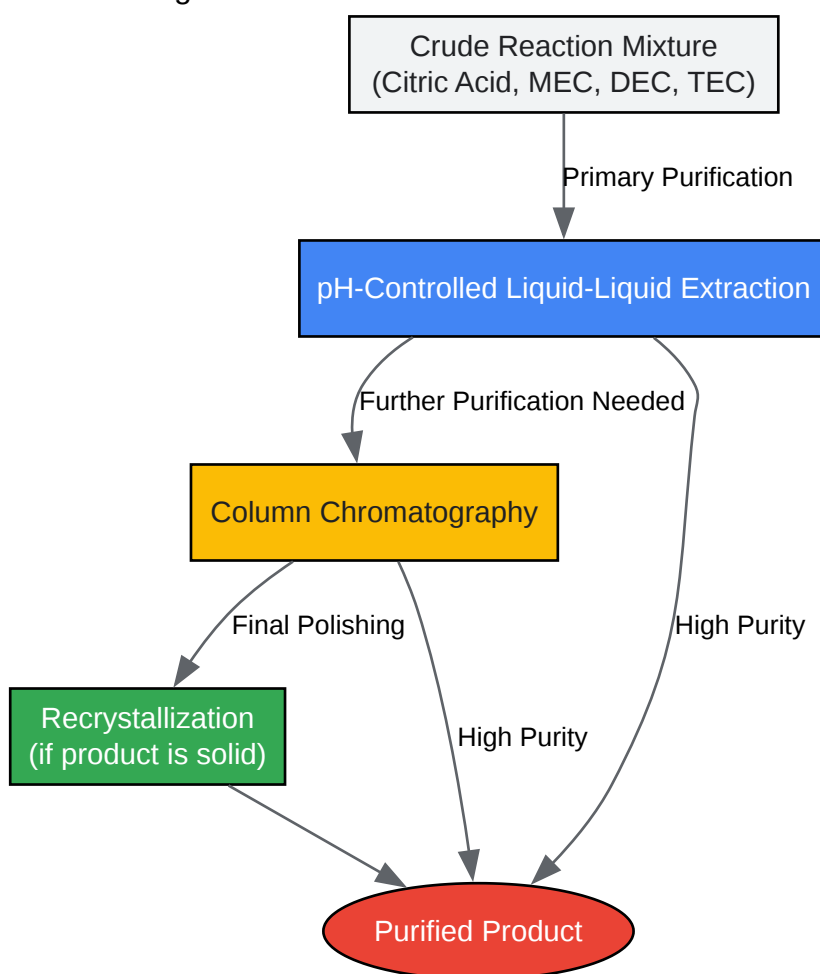 Crude Reaction Mixture
(Citric Acid, MEC, DEC, TEC)
Primary Purification
pH-Controlled Liquid-Liquid Extraction
Further Purification Needed
Column Chromatography
Final Polishing
High Purity
Recrystallization
(if product is solid)
High Purity
Purified Product